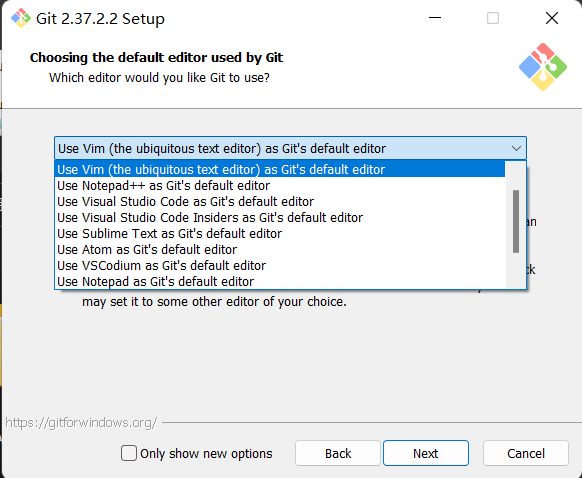 Git 2.37.2.2 Setup
Choosing the default editor used by Git
Which editor would you like Git to use?
Use Vim (the ubiquitous text editor) as Git's default editor
Use Vim (the ubiquitous text editor) as Git's default editor
Use Notepad++ as Git's default editor
Use Visual Studio Code as Git's default editor
Use Visual Studio Code Insiders as Git's default editor
Use Sublime Text as Git's default editor
Use Atom as Git's default editor
Use VSCodium as Git's default editor
Use Notepad as Git's default editor
may set it to some other editor of your choice.
https://gitforwindows.org/
Only show new options
Back
Next
Cancel